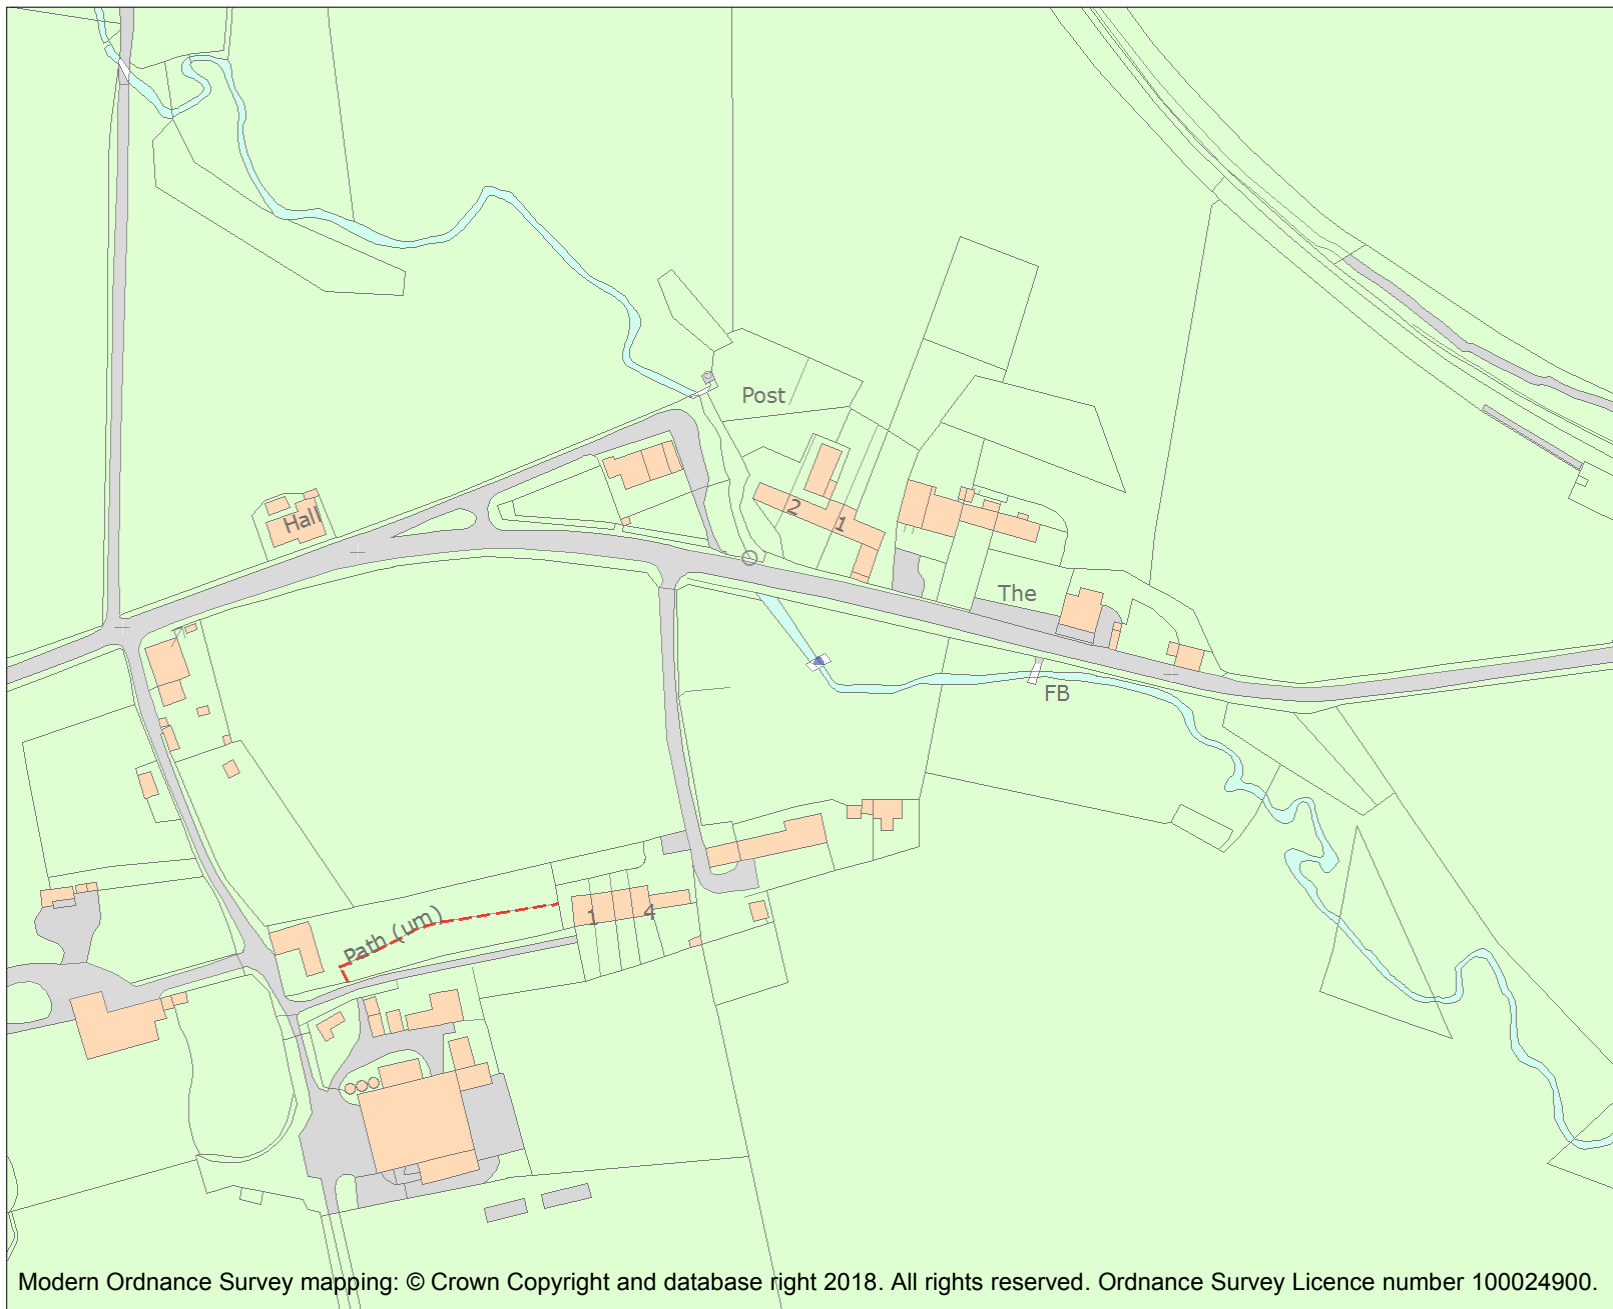 Post
2
1
Hall
The
FB
1
4
Path (um)
Modern Ordnance Survey mapping: © Crown Copyright and database right 2018. All rights reserved. Ordnance Survey Licence number 100024900.